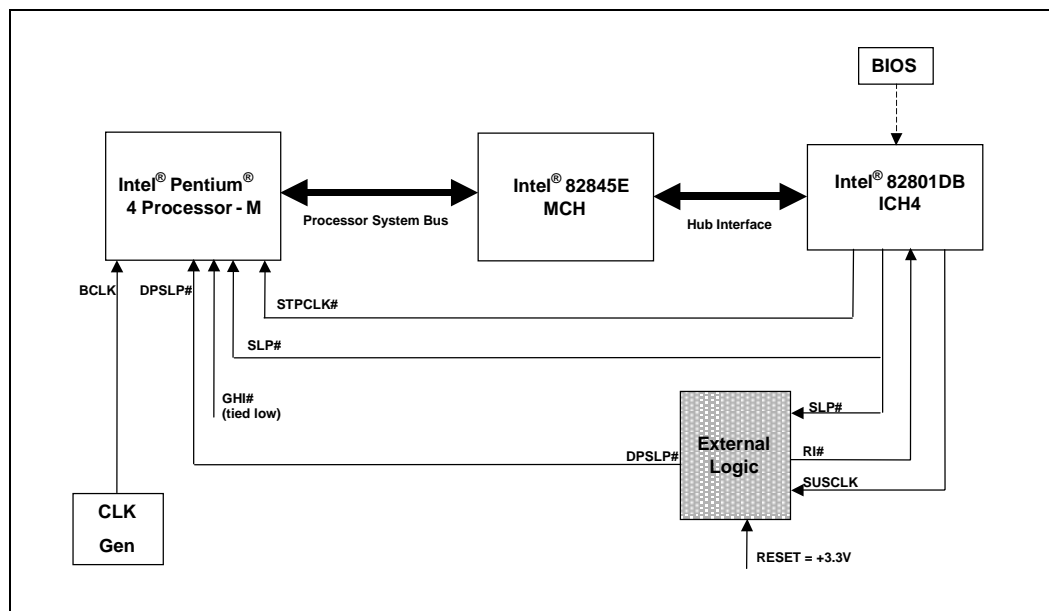 BIOS
Intel® Pentium®
4 Processor - M
Intel® 82845E
MCH
Intel® 82801DB
ICH4
Processor System Bus
Hub Interface
BCLK
DPSLP#
STPCLK#
SLP#
GHI#
(tied low)
SLP#
External
Logic
DPSLP#
RI#
SUSCLK
CLK
Gen
RESET = +3.3V